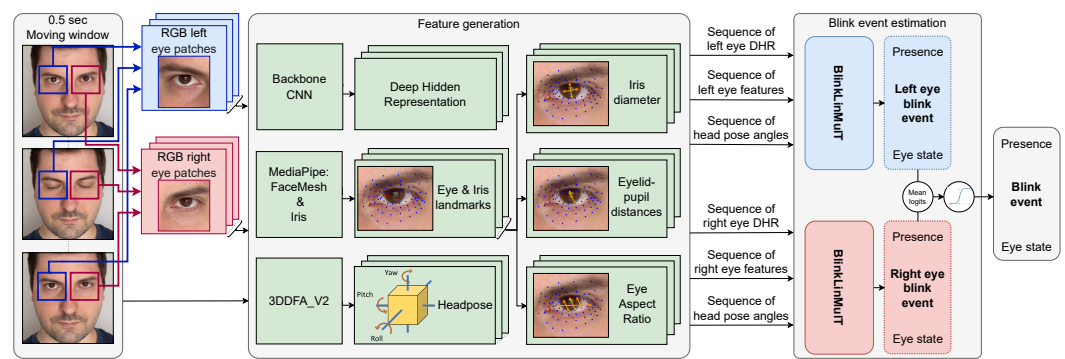 0.5 sec
Moving window
RGB left
eye patches
RGB right
eye patches
Feature generation
Backbone
CNN
Deep Hidden
Representation
Iris
diameter
MediaPipe:
FaceMesh
&
Iris
Eye & Iris
landmarks
Eyelid-
pupil
distances
3DDFA_V2
Yaw
Pitch
Roll
Headpose
Eye
Aspect
Ratio
Sequence of
left eye DHR
Sequence of
left eye features
Sequence of
head pose angles
Sequence of
right eye DHR
Sequence of
right eye features
Sequence of
head pose angles
Blink event estimation
BlinkLinMulT
Presence
Left eye
blink
event
Eye state
Mean
logits
BlinkLinMulT
Presence
Right eye
blink
event
Eye state
Presence
Blink
event
Eye state